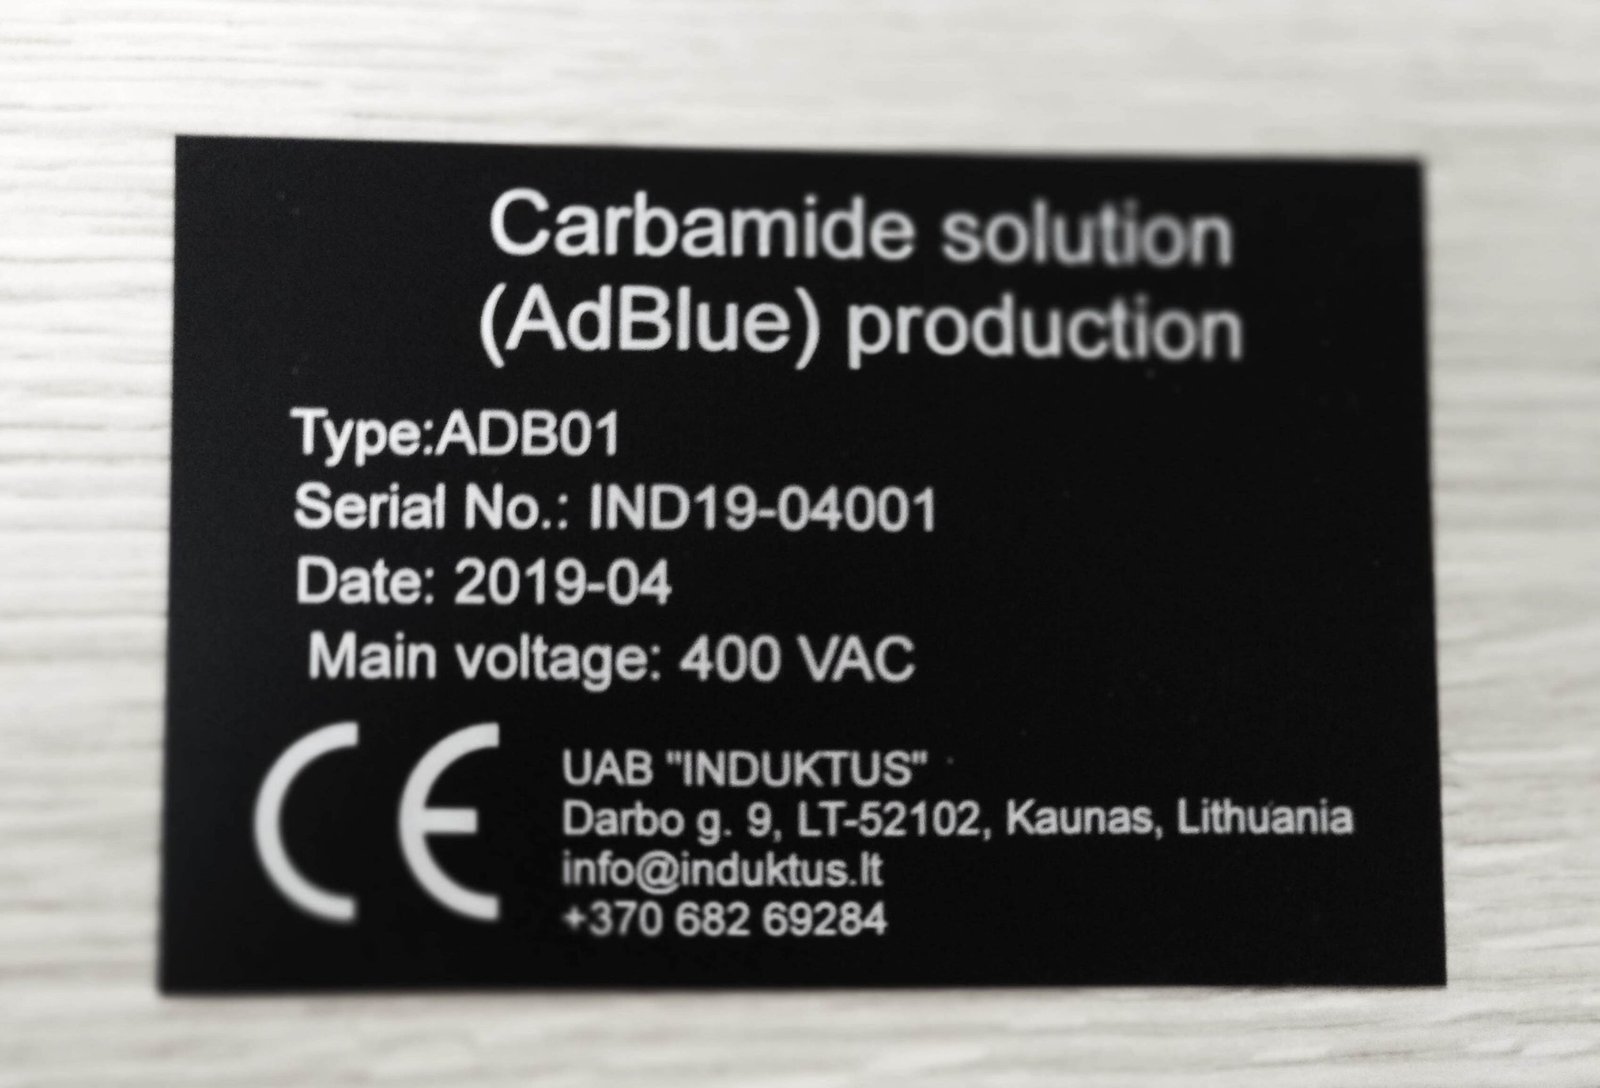 Carbamide solution
(AdBlue) production
Type:ADB01
Serial No.: IND19-04001
Date: 2019-04
Main voltage: 400 VAC
CE
UAB "INDUKTUS"
Darbo g. 9, LT-52102, Kaunas, Lithuania
info@induktus.lt
+370 682 69284